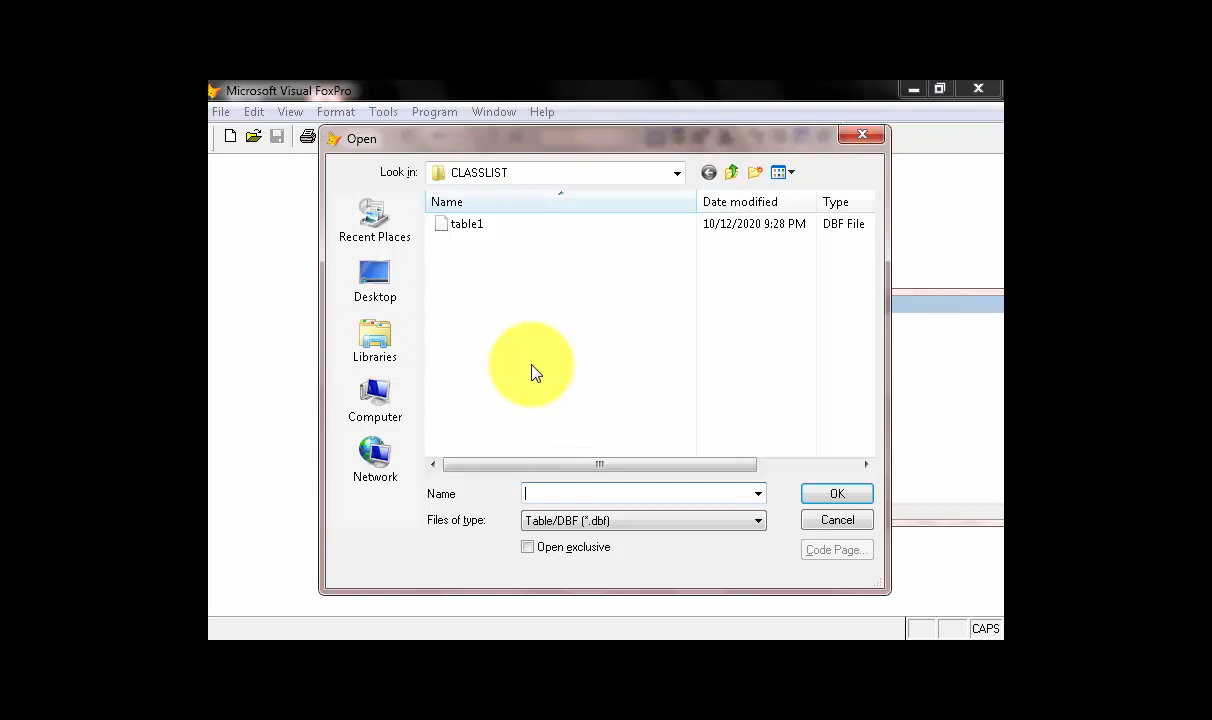 Microsoft Visual FoxPro
File Edit View Format Tools Program Window Help
Open
Look in: CLASSLIST
Name Date modified Type
table1 10/12/2020 9:28 PM DBF File
Recent Places
Desktop
Libraries
Computer
Network
Name OK
Files of type: Table/DBF (*.dbf) Cancel
Open exclusive Code Page...
CAPS